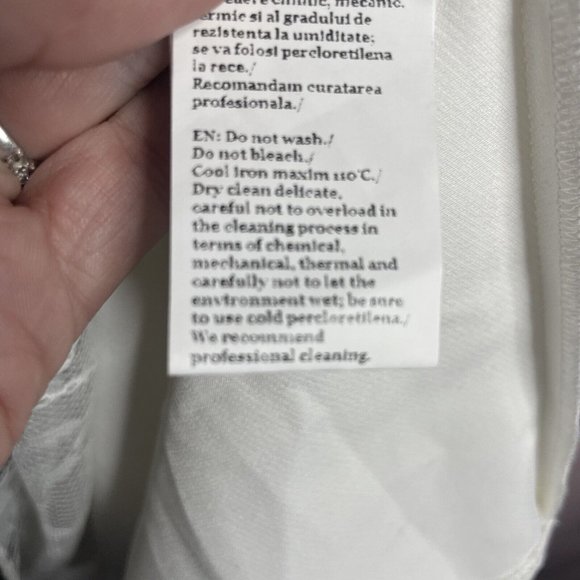 chimic, mecanic,
termic si al gradului de
rezistenta la umiditate;
se va folosi percloretilena
la rece./
Recomandam curatarea
profesionala./
EN: Do not wash./
Do not bleach./
Cool Iron maxim 110°C./
Dry clean delicate,
careful not to overload in
the cleaning process in
terms of chemical,
mechanical, thermal and
carefully not to let the
environment wet; be sure
to use cold percloretilena./
We recommend
professional cleaning.